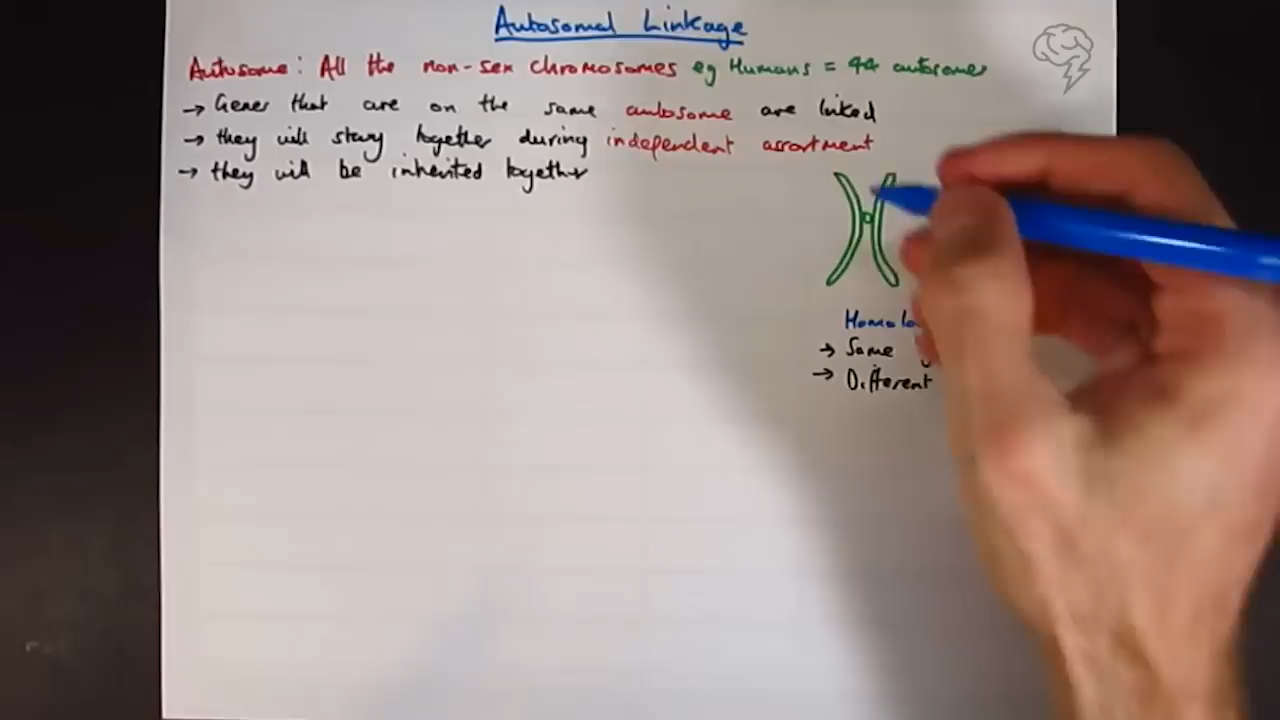 Autosomal Linkage
Autosome: All the non-sex chromosomes eg Humans = 44 autosomes
→ Genes that are on the same autosome are linked
→ they will stay together during independent assortment
→ they will be inherited together
Homolo
→ Same
→ Different